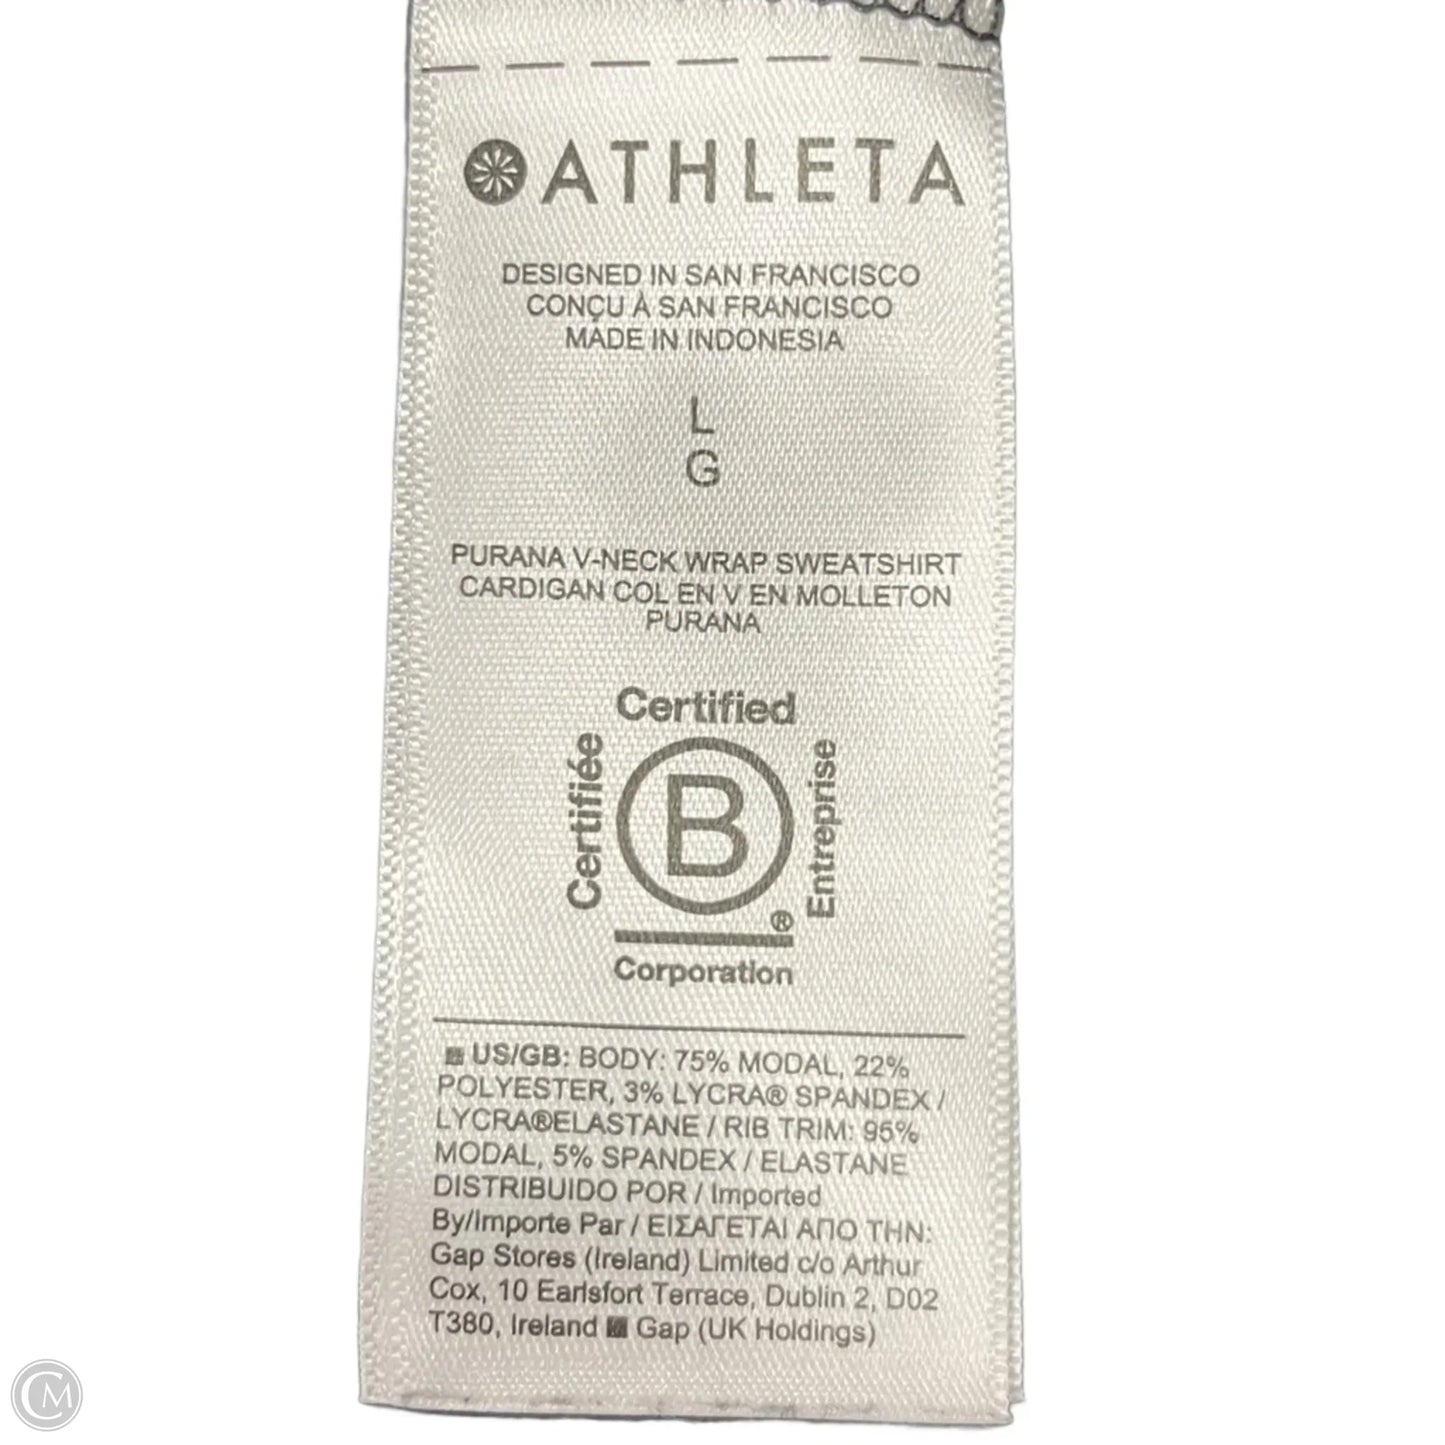 ATHLETA
DESIGNED IN SAN FRANCISCO
CONÇU À SAN FRANCISCO
MADE IN INDONESIA
L
G
PURANA V-NECK WRAP SWEATSHIRT
CARDIGAN COL EN V EN MOLLETON
PURANA
Certified
Certifiée
B
Entreprise
®
Corporation
US/GB: BODY: 75% MODAL, 22%
POLYESTER, 3% LYCRA® SPANDEX /
LYCRA®ELASTANE / RIB TRIM: 95%
MODAL, 5% SPANDEX / ELASTANE
DISTRIBUIDO POR / Imported
By/Importe Par / ΕΙΣΑΓΕΤΑΙ ΑΠΟ ΤΗΝ:
Gap Stores (Ireland) Limited c/o Arthur
Cox, 10 Earlsfort Terrace, Dublin 2, D02
T380, Ireland Gap (UK Holdings)
CM